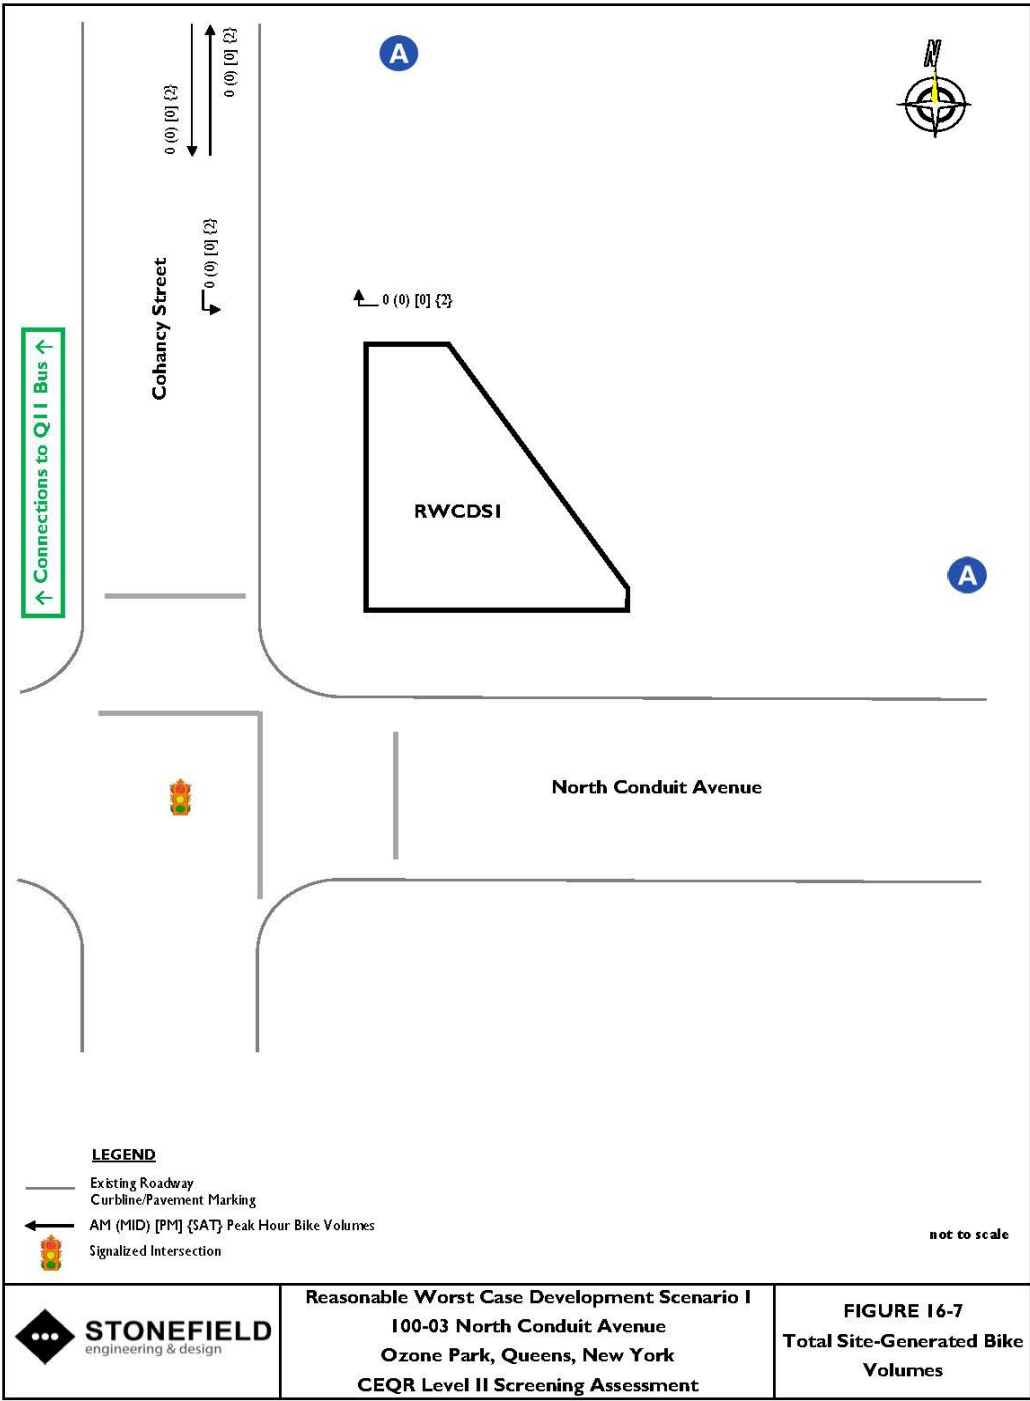 0 (0) [0] {2}
0 (0) [0] {2}
A
N
0 (0) [0] {2}
Cohancy Street
0 (0) [0] {2}
↑ Connections to Q11 Bus ↑
RWCDS1
A
North Conduit Avenue
LEGEND
Existing Roadway
Curbline/Pavement Marking
AM (MID) [PM] {SAT} Peak Hour Bike Volumes
Signalized Intersection
not to scale
STONEFIELD
engineering & design
Reasonable Worst Case Development Scenario 1
100-03 North Conduit Avenue
Ozone Park, Queens, New York
CEQR Level II Screening Assessment
FIGURE 16-7
Total Site-Generated Bike
Volumes